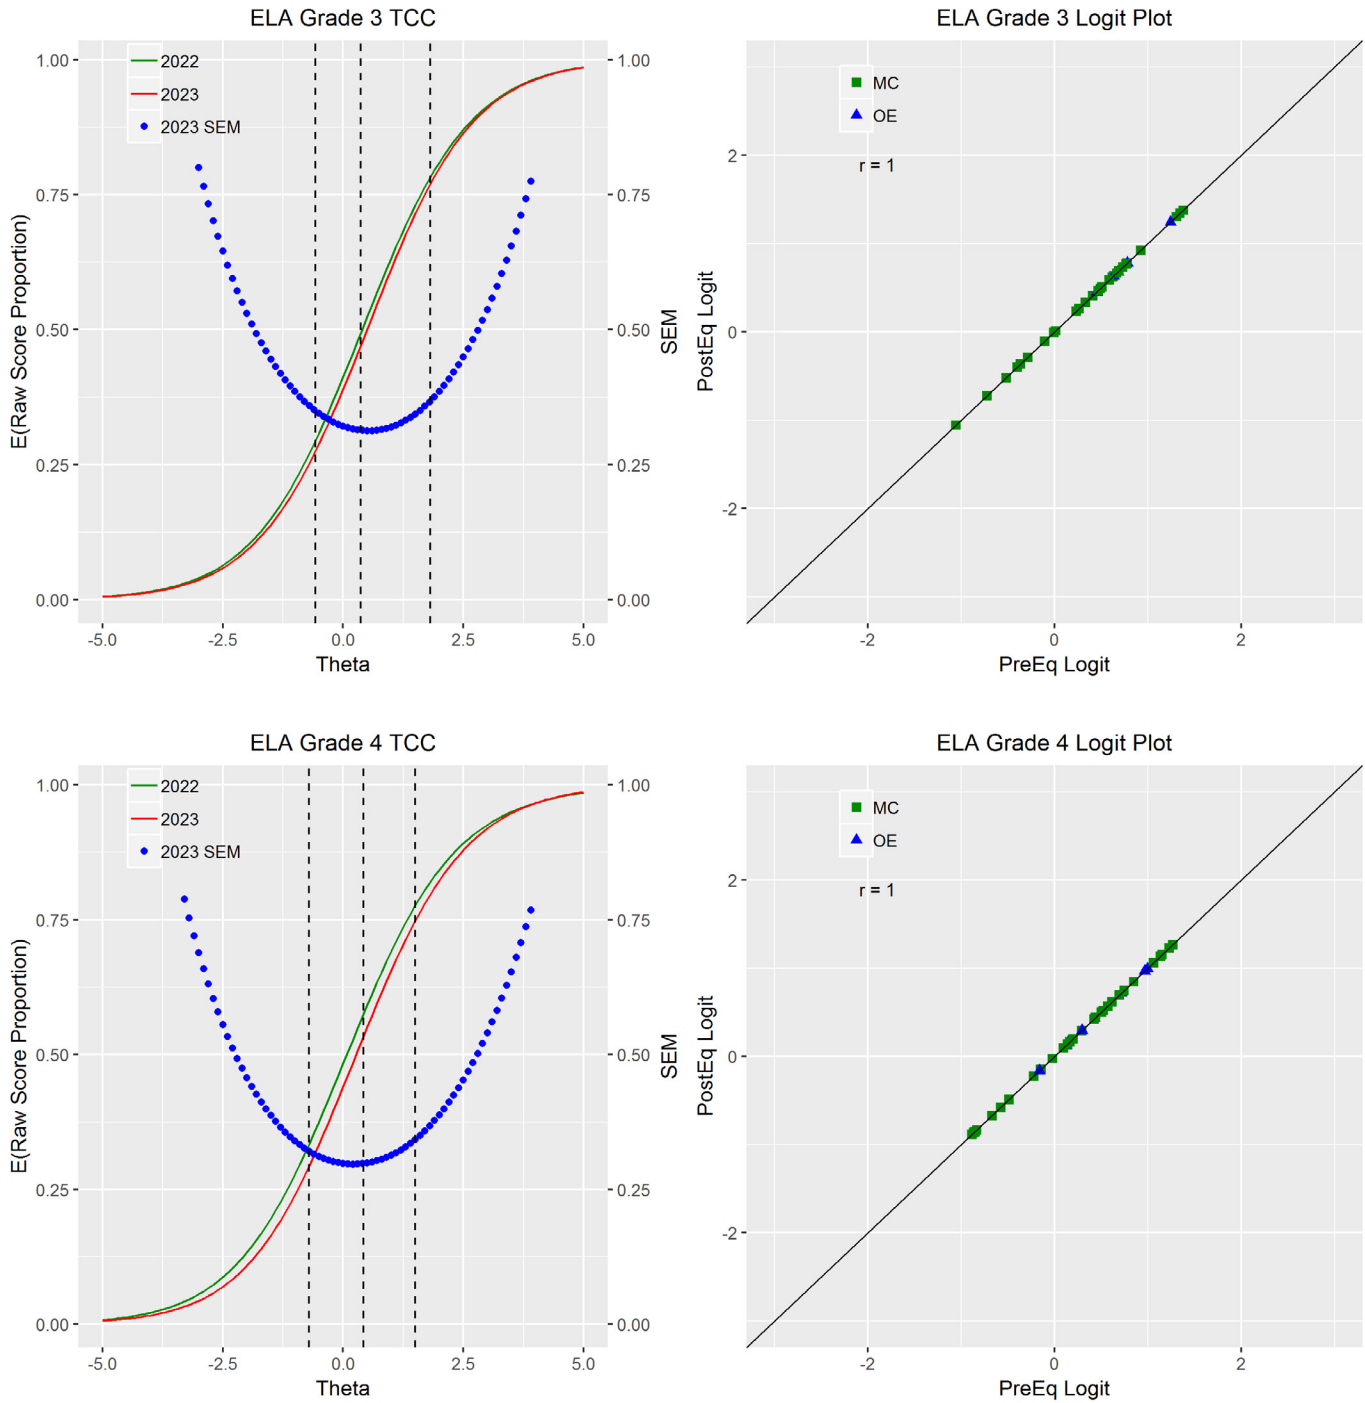 ELA Grade 3 TCC
1.00
0.75
0.50
0.25
0.00
E(Raw Score Proportion)
2022
2023
2023 SEM
1.00
0.75
0.50
0.25
0.00
SEM
-5.0 -2.5 0.0 2.5 5.0
Theta
ELA Grade 3 Logit Plot
MC
OE
r = 1
2
0
-2
PostEq Logit
-2 0 2
PreEq Logit
ELA Grade 4 TCC
1.00
0.75
0.50
0.25
0.00
E(Raw Score Proportion)
2022
2023
2023 SEM
1.00
0.75
0.50
0.25
0.00
SEM
-5.0 -2.5 0.0 2.5 5.0
Theta
ELA Grade 4 Logit Plot
MC
OE
r = 1
2
0
-2
PostEq Logit
-2 0 2
PreEq Logit